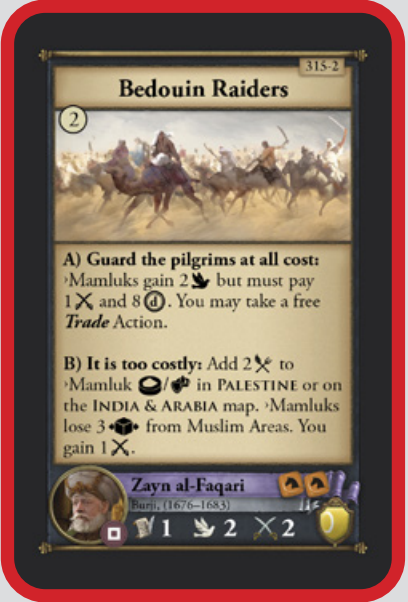 315-2
Bedouin Raiders
2
A) Guard the pilgrims at all cost:
›Mamluks gain 2 but must pay
1 and 8 d. You may take a free
Trade Action.
B) It is too costly: Add 2 to
›Mamluk / in PALESTINE or on
the INDIA & ARABIA map. ›Mamluks
lose 3 from Muslim Areas. You
gain 1.
Zayn al-Faqari
Burji, (1676–1683)
1 2 2